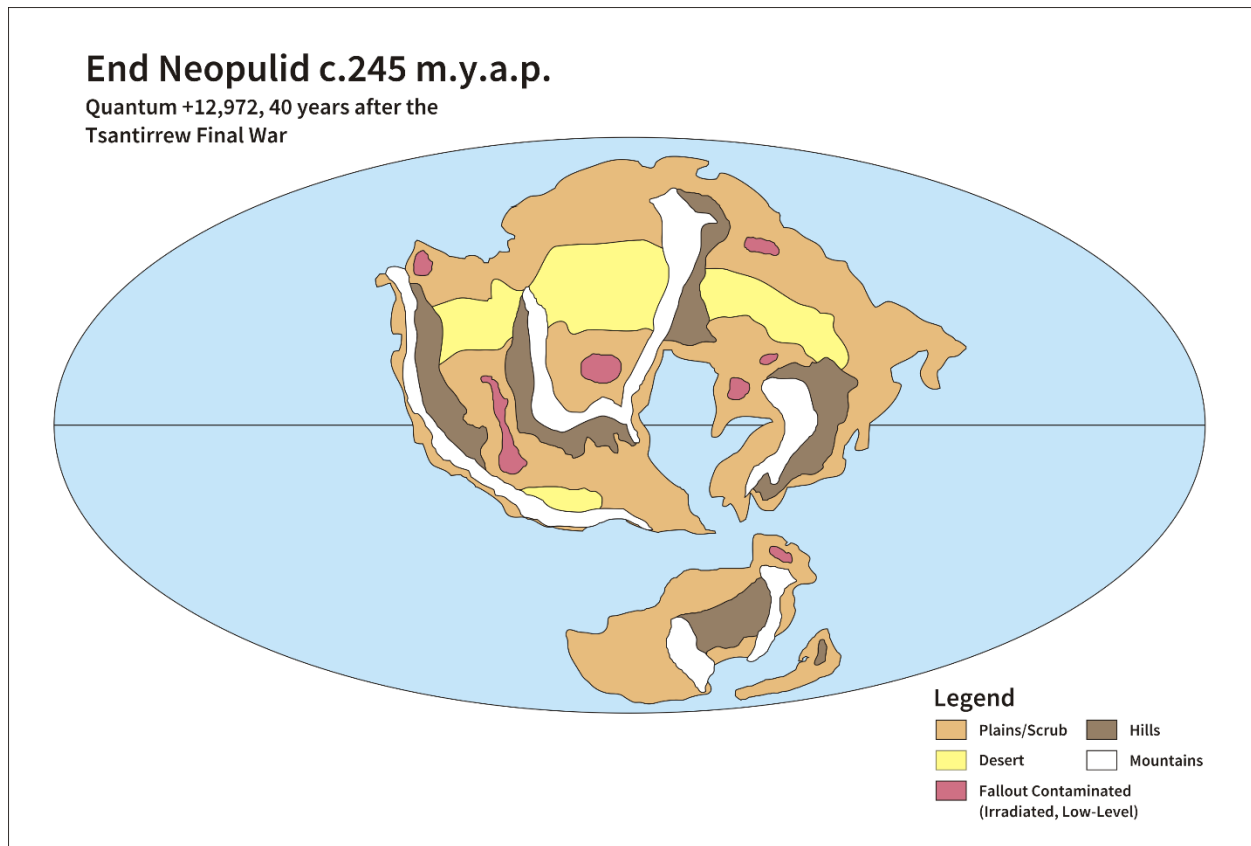 End Neopulid c.245 m.y.a.p.
Quantum +12,972, 40 years after the
Tsantirrew Final War
Legend
Plains/Scrub
Hills
Desert
Mountains
Fallout Contaminated
(Irradiated, Low-Level)